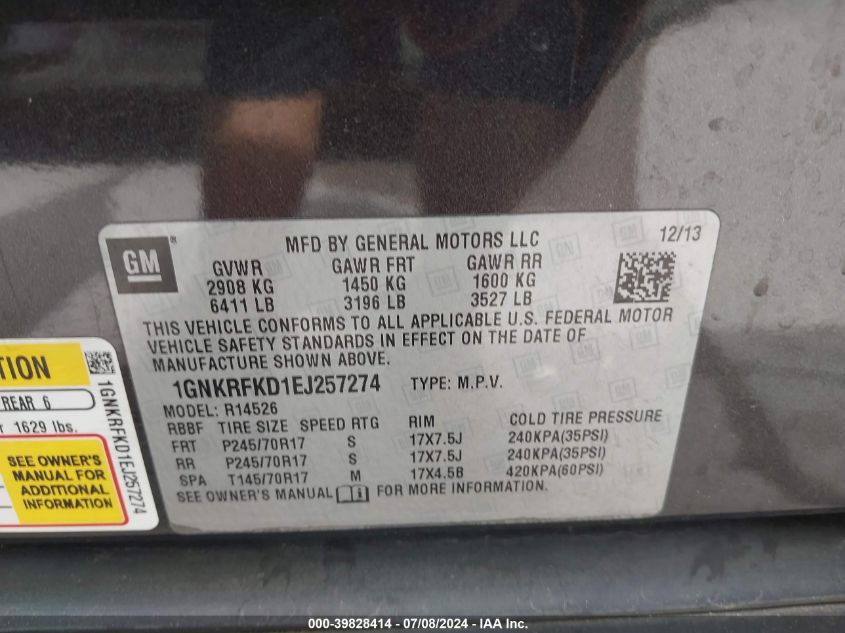 GM
MFD BY GENERAL MOTORS LLC 12/13
GVWR GAWR FRT GAWR RR
2908 KG 1450 KG 1600 KG
6411 LB 3196 LB 3527 LB
THIS VEHICLE CONFORMS TO ALL APPLICABLE U.S. FEDERAL MOTOR
VEHICLE SAFETY STANDARDS IN EFFECT ON THE DATE OF
MANUFACTURE SHOWN ABOVE.
1GNKRFKD1EJ257274 TYPE: M.P.V.
MODEL: R14526
RBBF TIRE SIZE SPEED RTG RIM COLD TIRE PRESSURE
FRT P245/70R17 S 17X7.5J 240KPA(35PSI)
RR P245/70R17 S 17X7.5J 240KPA(35PSI)
SPA T145/70R17 M 17X4.5B 420KPA(60PSI)
SEE OWNER'S MANUAL FOR MORE INFORMATION.
REAR 6
1629 lbs.
SEE OWNER'S
MANUAL FOR
ADDITIONAL
INFORMATION
1GNKRFKD1EJ257274
000-39828414 / 07/08/2024 - IAA Inc.